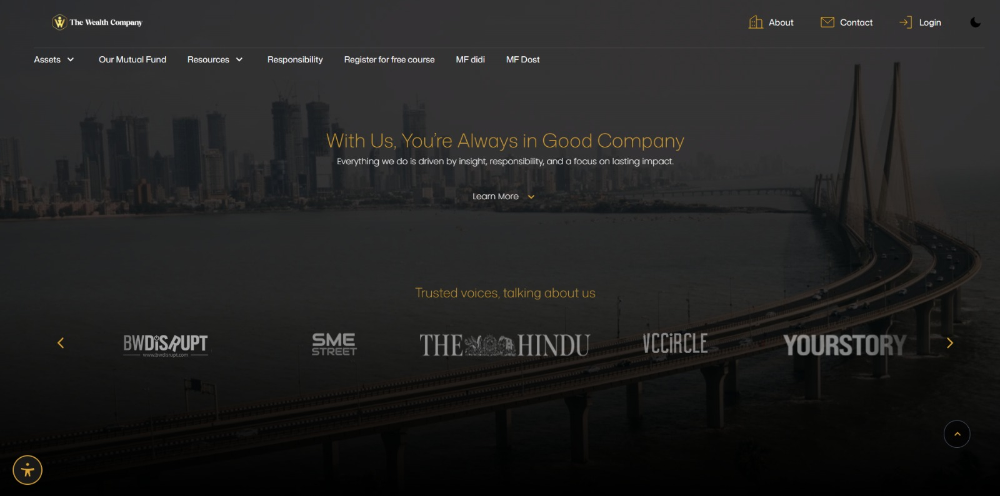 The Wealth Company
About
Contact
Login
Assets
Our Mutual Fund
Resources
Responsibility
Register for free course
MF didi
MF Dost
With Us, You're Always in Good Company
Everything we do is driven by insight, responsibility, and a focus on lasting impact.
Learn More
Trusted voices, talking about us
BWDiSRUPT
www.bwdisrupt.com
SME
STREET
THE HINDU
VCCiRCLE
YOURSTORY